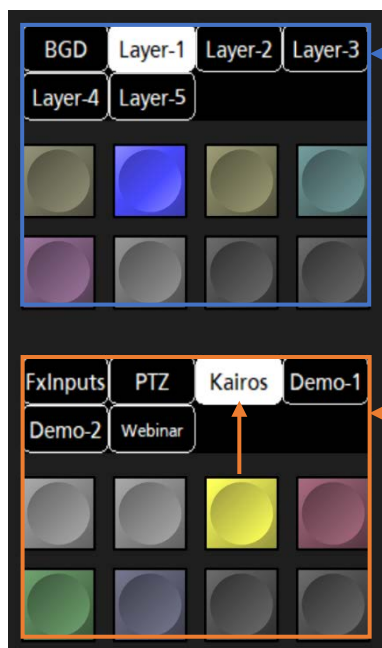 BGD Layer-1 Layer-2 Layer-3
Layer-4 Layer-5
FxInputs PTZ Kairos Demo-1
Demo-2 Webinar